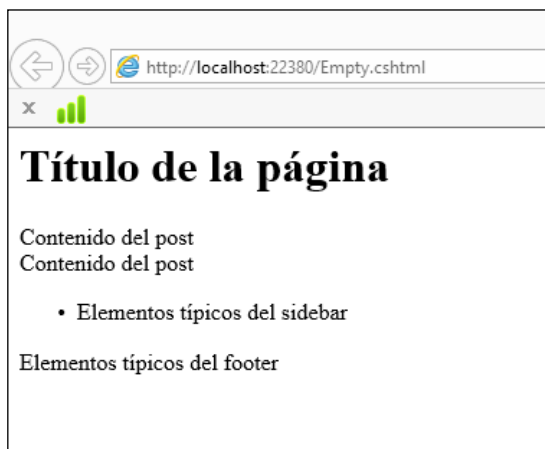 http://localhost:22380/Empty.cshtml
x
Título de la página
Contenido del post
Contenido del post
• Elementos típicos del sidebar
Elementos típicos del footer